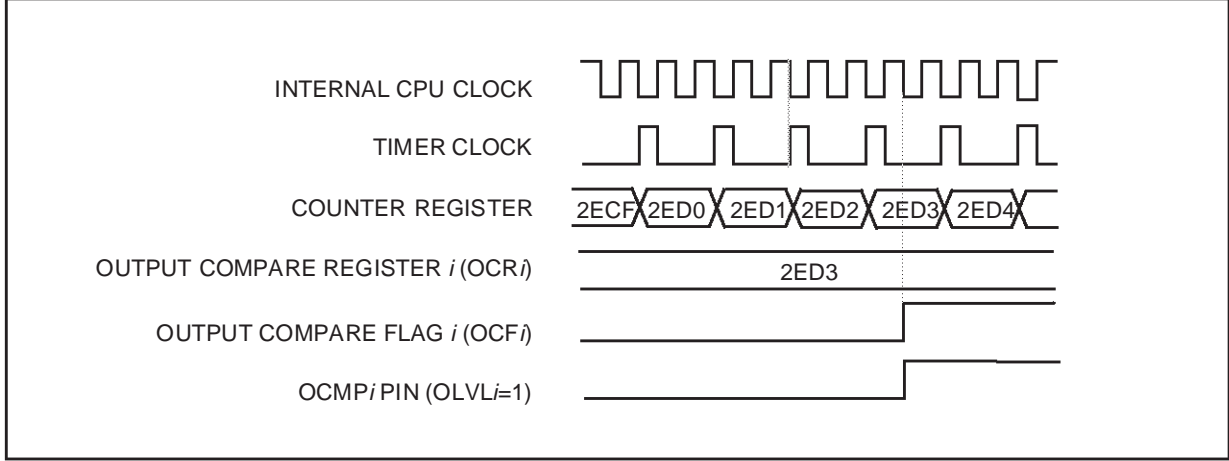 INTERNAL CPU CLOCK
TIMER CLOCK
COUNTER REGISTER 2ECF 2ED0 2ED1 2ED2 2ED3 2ED4
OUTPUT COMPARE REGISTER i (OCRi) 2ED3
OUTPUT COMPARE FLAG i (OCFi)
OCMPi PIN (OLVLi=1)